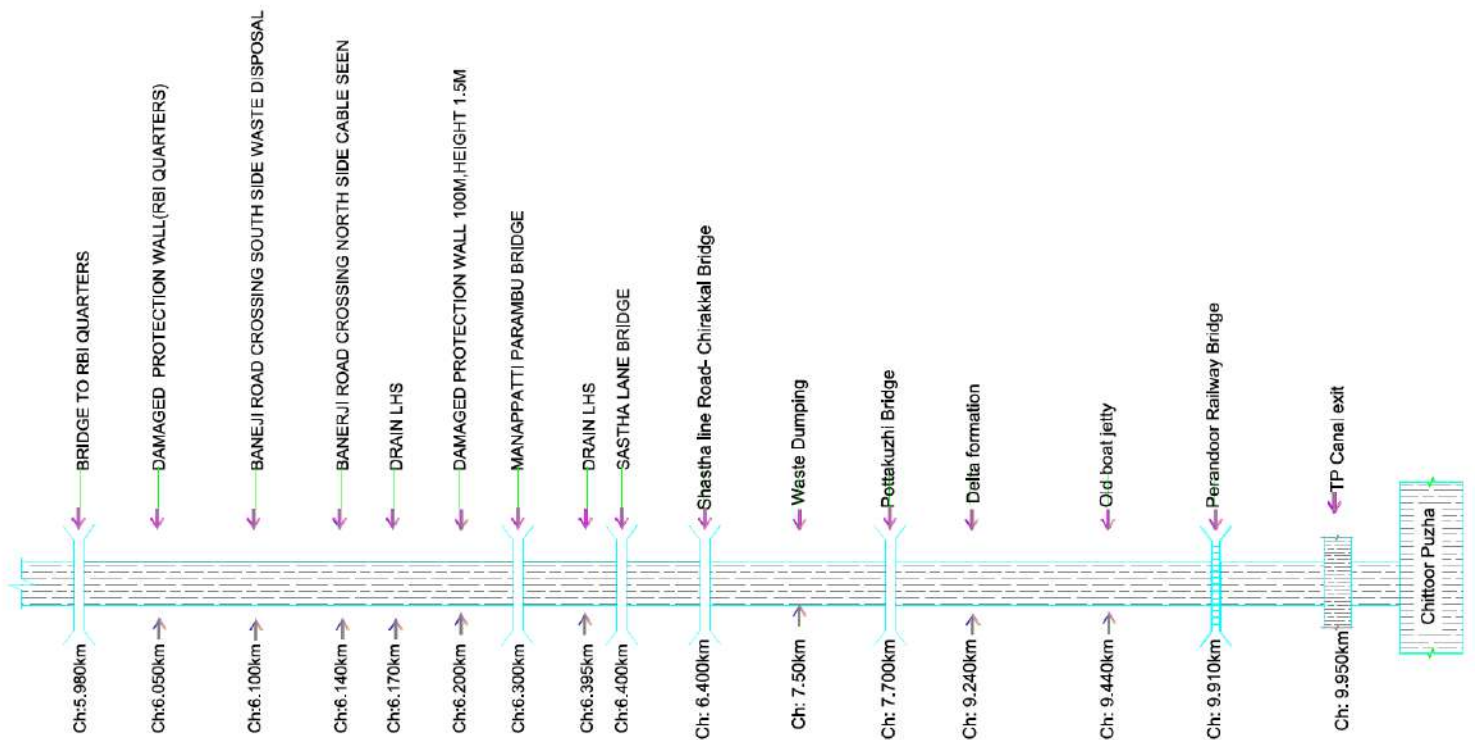 BRIDGE TO RBI QUARTERS
DAMAGED PROTECTION WALL(RBI QUARTERS)
BANEJI ROAD CROSSING SOUTH SIDE WASTE DISPOSAL
BANERJI ROAD CROSSING NORTH SIDE CABLE SEEN
DRAIN LHS
DAMAGED PROTECTION WALL 100M,HEIGHT 1.5M
MANAPPATTI PARAMBU BRIDGE
DRAIN LHS
SASTHA LANE BRIDGE
Shastha line Road- Chirakkal Bridge
Waste Dumping
Pottakuzhi Bridge
Delta formation
Old boat jetty
Perandoor Railway Bridge
TP Canal exit
Chittoor Puzha
Ch:5.980km
Ch:6.050km
Ch:6.100km
Ch:6.140km
Ch:6.170km
Ch:6.200km
Ch:6.300km
Ch:6.395km
Ch:6.400km
Ch: 6.400km
Ch: 7.50km
Ch: 7.700km
Ch: 9.240km
Ch: 9.440km
Ch: 9.910km
Ch: 9.950km